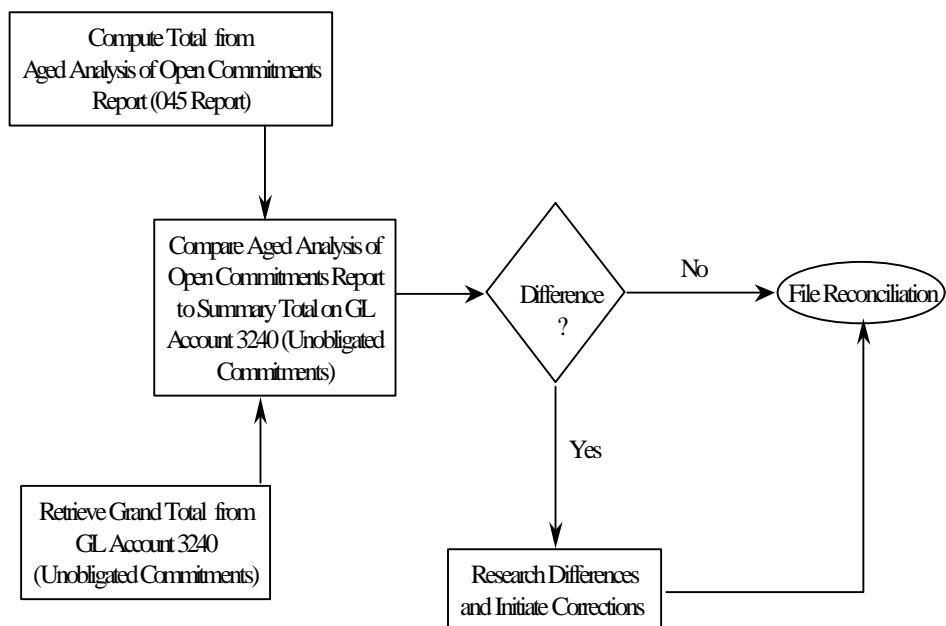 Compute Total from
Aged Analysis of Open Commitments
Report (045 Report)
Compare Aged Analysis of
Open Commitments Report
to Summary Total on GL
Account 3240 (Unobligated
Commitments)
Retrieve Grand Total from
GL Account 3240
(Unobligated Commitments)
Difference
?
No
File Reconciliation
Yes
Research Differences
and Initiate Corrections